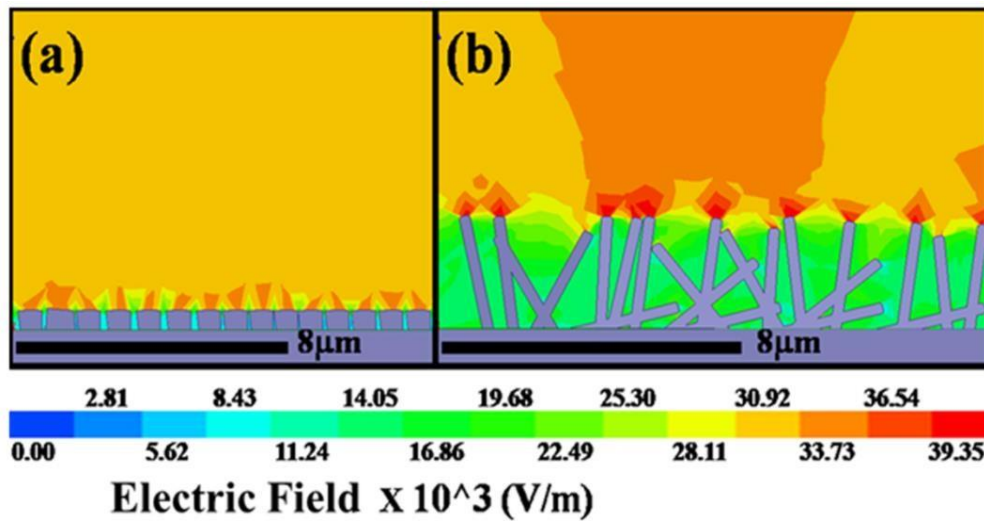 (a) (b)
8μm 8μm
2.81 8.43 14.05 19.68 25.30 30.92 36.54
0.00 5.62 11.24 16.86 22.49 28.11 33.73 39.35
Electric Field X 10^3 (V/m)